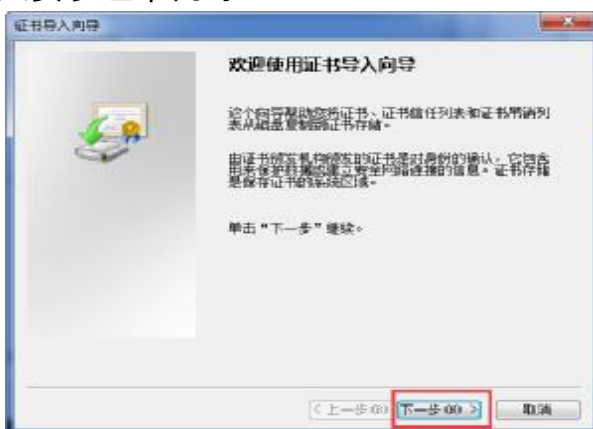 证书导入向导
欢迎使用证书导入向导
这个向导帮助您将证书、证书信任列表和证书吊销列
表从磁盘复制到证书存储。
由证书颁发机构颁发的证书是对身份的确认，它包含
用来保护数据或建立安全网络连接的信息。证书存储
是保存证书的系统区域。
单击“下一步”继续。
< 上一步(B) 下一步(N) > 取消